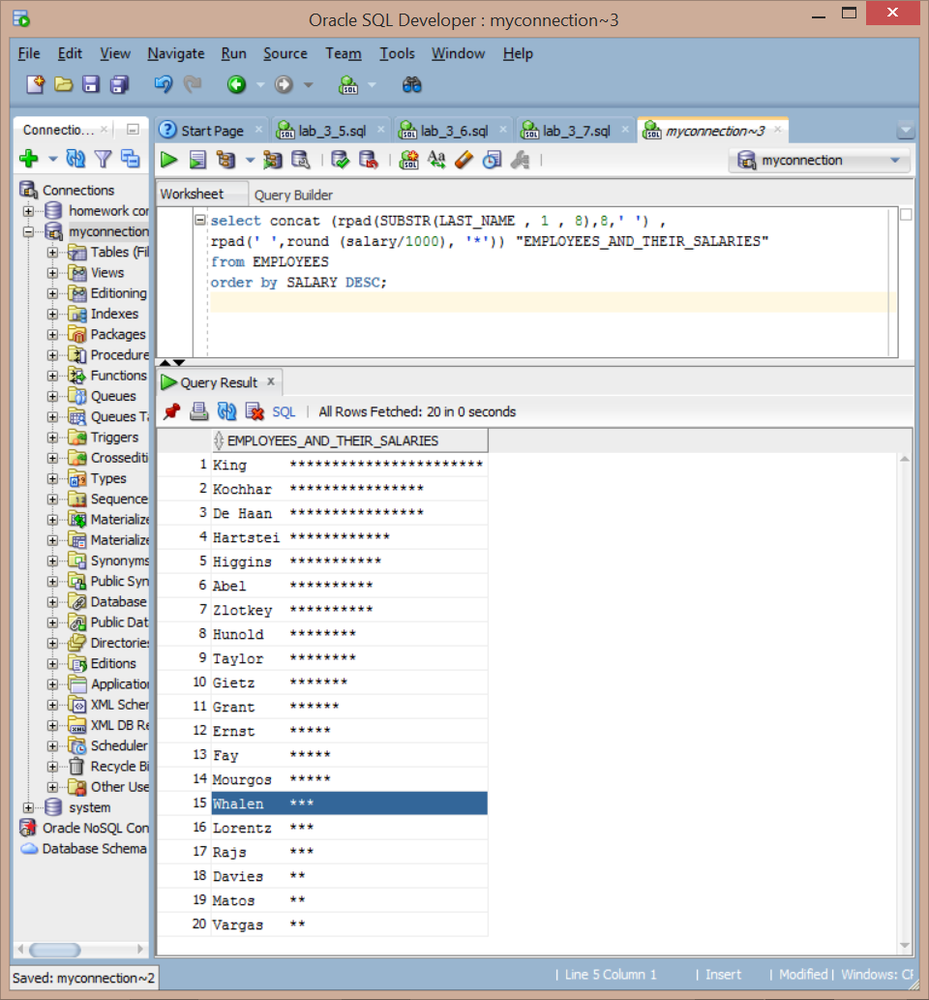 Oracle SQL Developer : myconnection~3
File Edit View Navigate Run Source Team Tools Window Help
Connectio...
Start Page
lab_3_5.sql
lab_3_6.sql
lab_3_7.sql
myconnection~3
myconnection
Worksheet
Query Builder
select concat (rpad(SUBSTR(LAST_NAME , 1 , 8),8,' ') ,
rpad(' ',round (salary/1000), '*')) "EMPLOYEES_AND_THEIR_SALARIES"
from EMPLOYEES
order by SALARY DESC;
Connections
homework cor
myconnection
Tables (Fil
Views
Editioning
Indexes
Packages
Procedure
Functions
Queues
Queues Ta
Triggers
Crossediti
Types
Sequence
Materialize
Materialize
Synonyms
Public Syn
Database
Public Dat
Directories
Editions
Application
XML Schem
XML DB Re
Scheduler
Recycle Bi
Other Use
system
Oracle NoSQL Con
Database Schema
Query Result
SQL
All Rows Fetched: 20 in 0 seconds
EMPLOYEES_AND_THEIR_SALARIES
1 King ***********************
2 Kochhar ****************
3 De Haan ****************
4 Hartstei ************
5 Higgins ***********
6 Abel **********
7 Zlotkey **********
8 Hunold ********
9 Taylor ********
10 Gietz *******
11 Grant ******
12 Ernst *****
13 Fay *****
14 Mourgos *****
15 Whalen ***
16 Lorentz ***
17 Rajs ***
18 Davies **
19 Matos **
20 Vargas **
Saved: myconnection~2
Line 5 Column 1
Insert
Modified
Windows: CF